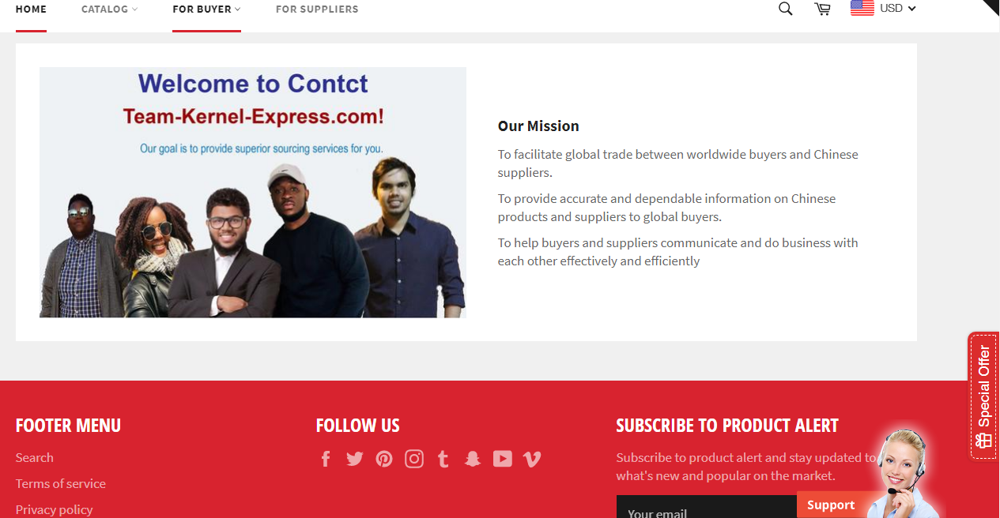 HOME CATALOG FOR BUYER FOR SUPPLIERS USD
Welcome to Contct
Team-Kernel-Express.com!
Our goal is to provide superior sourcing services for you.
Our Mission
To facilitate global trade between worldwide buyers and Chinese
suppliers.
To provide accurate and dependable information on Chinese
products and suppliers to global buyers.
To help buyers and suppliers communicate and do business with
each other effectively and efficiently
Special Offer
FOOTER MENU
Search
Terms of service
Privacy policy
FOLLOW US
SUBSCRIBE TO PRODUCT ALERT
Subscribe to product alert and stay updated to
what's new and popular on the market.
Your email
Support